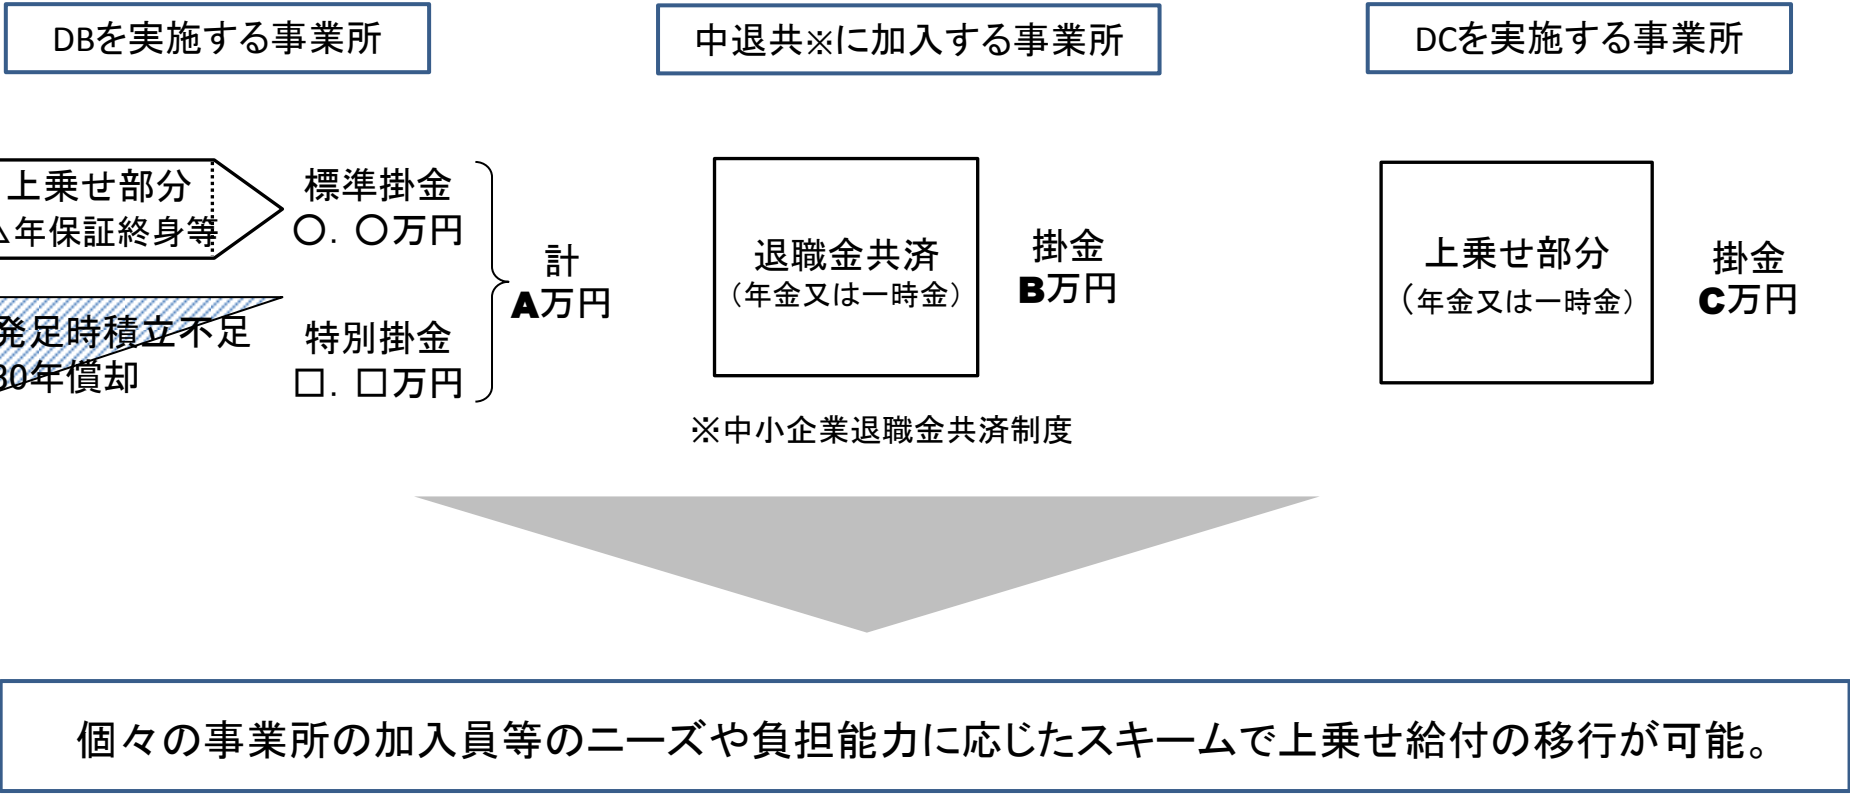 DBを実施する事業所
上乗せ部分
年保証終身等
発足時積立不足
30年償却
標準掛金
〇．〇万円
特別掛金
□．□万円
計
A万円
中退共※に加入する事業所
退職金共済
（年金又は一時金）
掛金
B万円
※中小企業退職金共済制度
DCを実施する事業所
上乗せ部分
（年金又は一時金）
掛金
C万円
個々の事業所の加入員等のニーズや負担能力に応じたスキームで上乗せ給付の移行が可能。